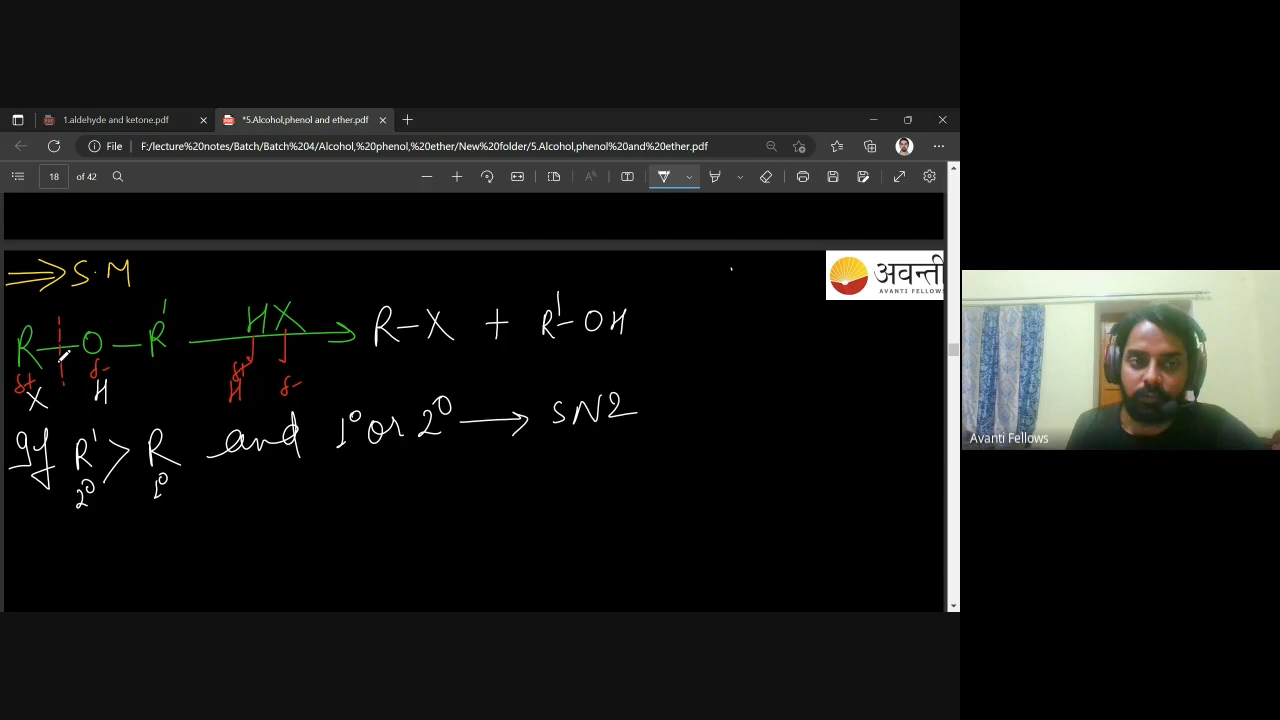 1.aldehyde and ketone.pdf
*5.Alcohol,phenol and ether.pdf
File
F:/lecture%20notes/Batch/Batch%204/Alcohol,%20phenol,%20ether/New%20folder/5.Alcohol,phenol%20and%20ether.pdf
18 of 42
⇒ S.M
अवन्ती
AVANTI FELLOWS
R—O—R' HX → R—X + R'—OH
δ+ δ- δ+ δ-
X H H
If R' > R and 1° or 2° → SN2
2° 1°
Avanti Fellows